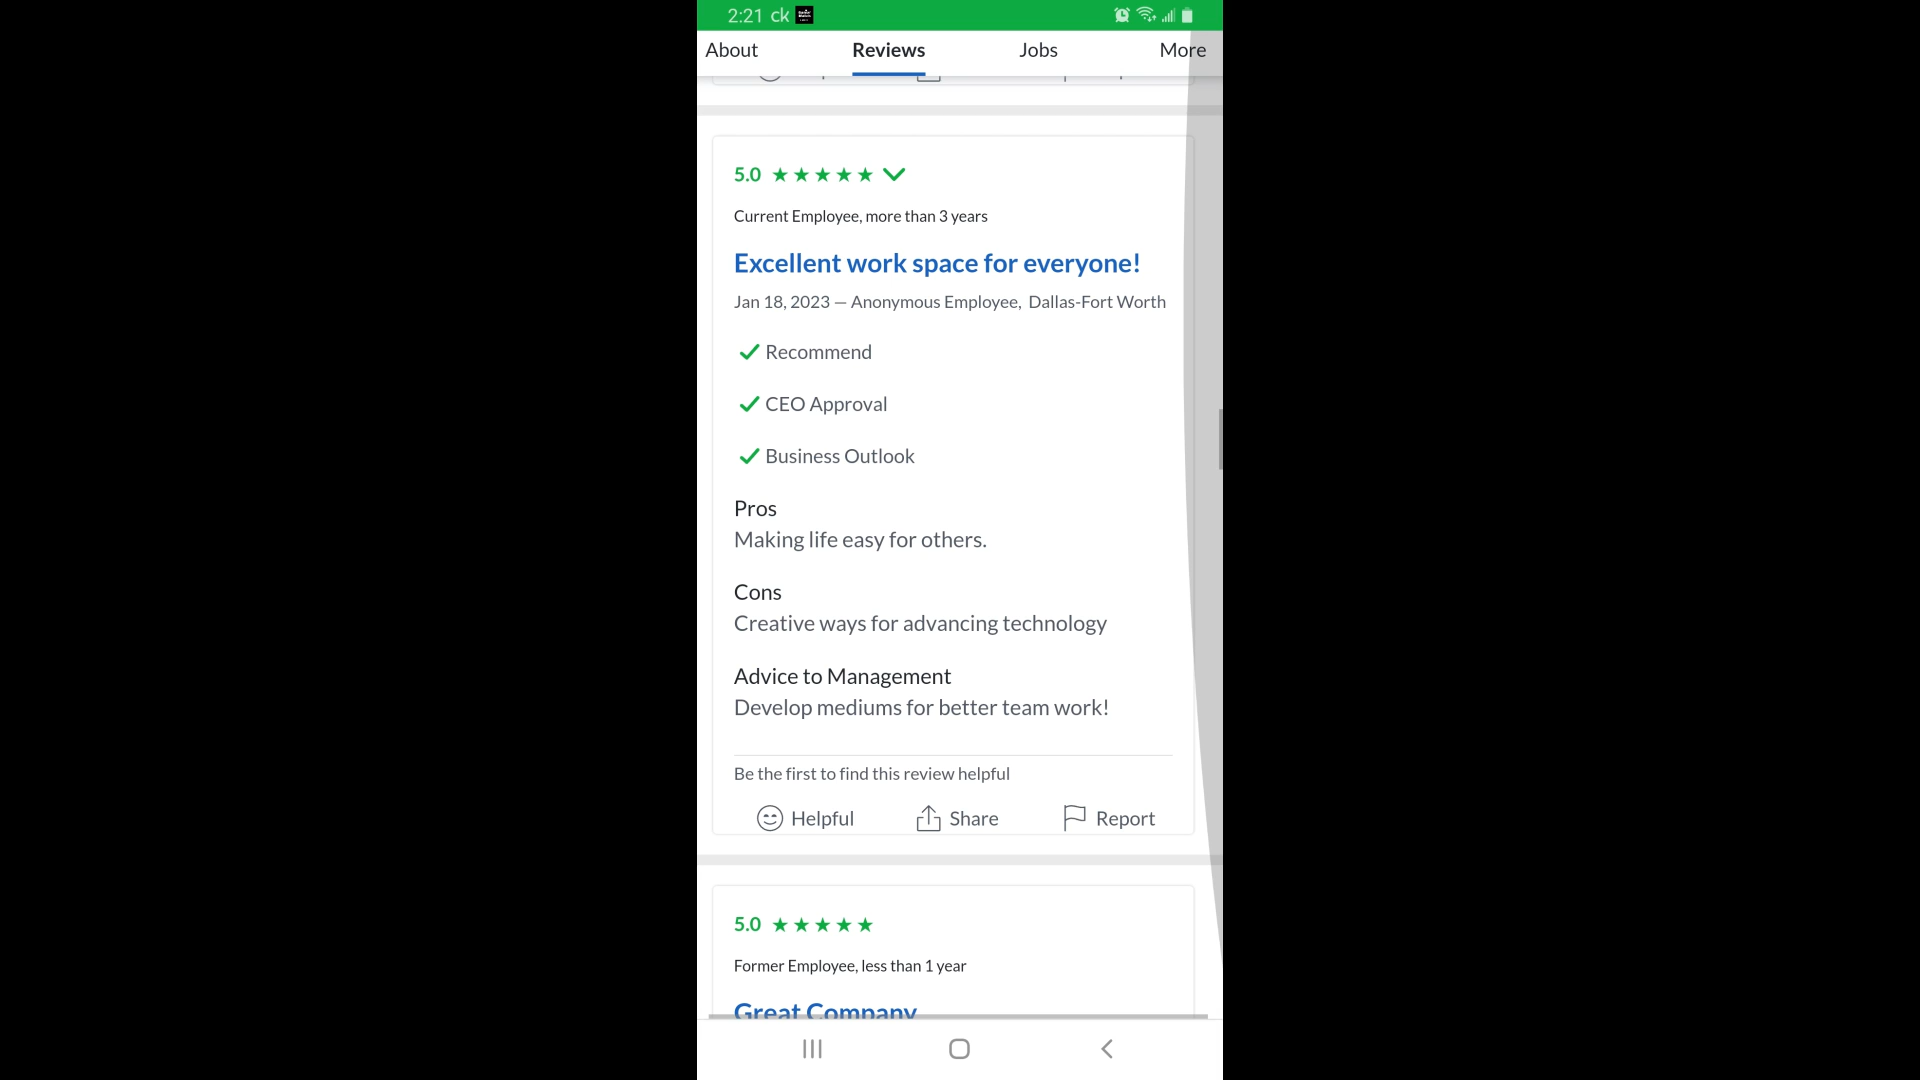 2:21 ck
About Reviews Jobs More
5.0
Current Employee, more than 3 years
Excellent work space for everyone!
Jan 18, 2023 — Anonymous Employee, Dallas-Fort Worth
Recommend
CEO Approval
Business Outlook
Pros
Making life easy for others.
Cons
Creative ways for advancing technology
Advice to Management
Develop mediums for better team work!
Be the first to find this review helpful
Helpful Share Report
5.0
Former Employee, less than 1 year
Great Company